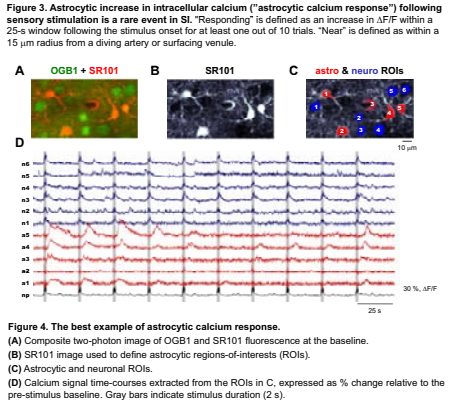 Figure 3. Astrocytic increase in intracellular calcium ("astrocytic calcium response") following
sensory stimulation is a rare event in SI. "Responding" is defined as an increase in ΔF/F within a
25-s window following the stimulus onset for at least one out of 10 trials. "Near" is defined as within a
15 μm radius from a diving artery or surfacing venule.
A OGB1 + SR101 B SR101 C astro & neuro ROIs
1 1 2 2 3 4 3 4 5 5 6
10 μm
D
n6
n5
n4
n3
n2
n1
a5
a4
a3
a2
a1
np
30 %, ΔF/F
25 s
Figure 4. The best example of astrocytic calcium response.
(A) Composite two-photon image of OGB1 and SR101 fluorescence at the baseline.
(B) SR101 image used to define astrocytic regions-of-interest (ROIs).
(C) Astrocytic and neuronal ROIs.
(D) Calcium signal time-courses extracted from the ROIs in C, expressed as % change relative to the
pre-stimulus baseline. Gray bars indicate stimulus duration (2 s).